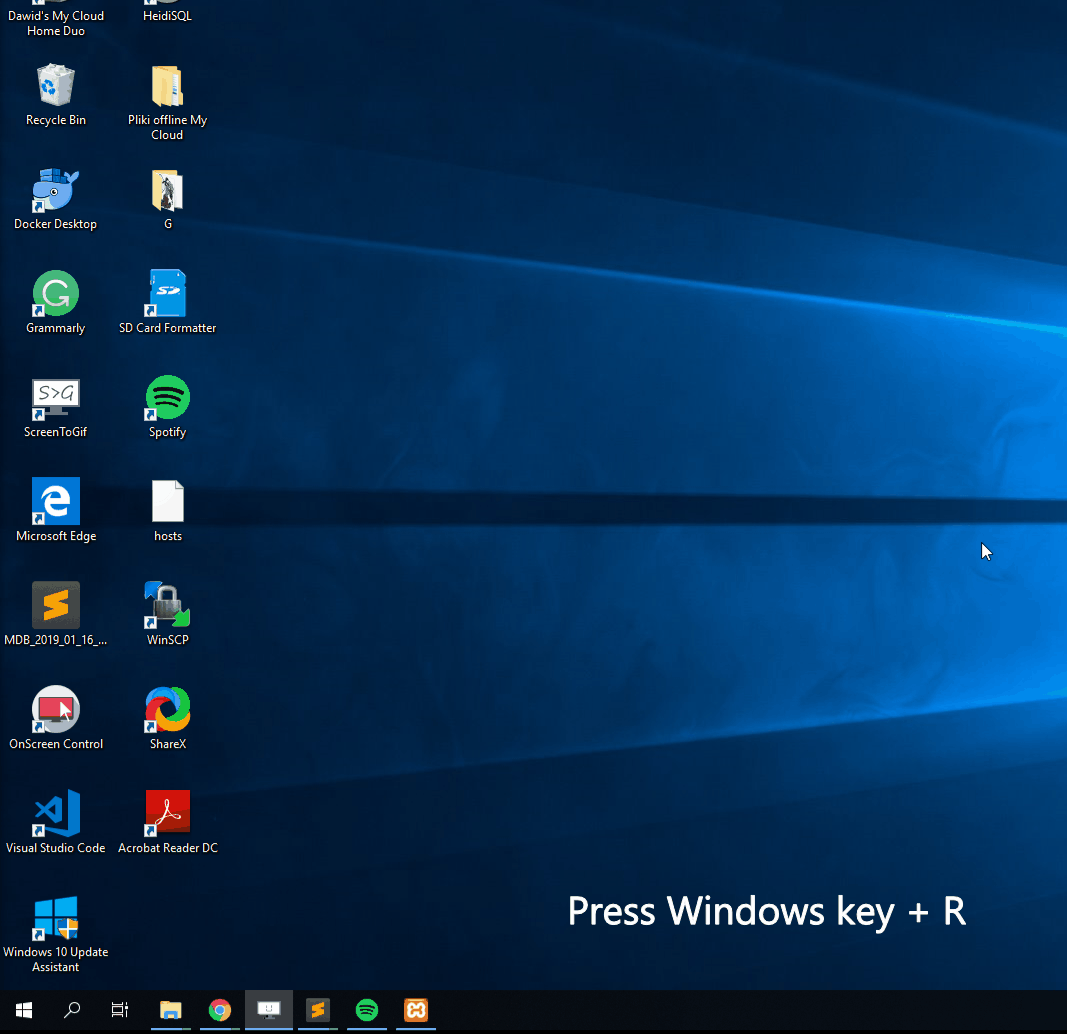 Dawid's My Cloud
Home Duo
HeidiSQL
Recycle Bin
Pliki offline My
Cloud
Docker Desktop
G
Grammarly
SD
SD Card Formatter
S>G
ScreenToGif
Spotify
Microsoft Edge
hosts
MDB_2019_01_16_...
WinSCP
OnScreen Control
ShareX
Visual Studio Code
Acrobat Reader DC
Windows 10 Update
Assistant
Press Windows key + R